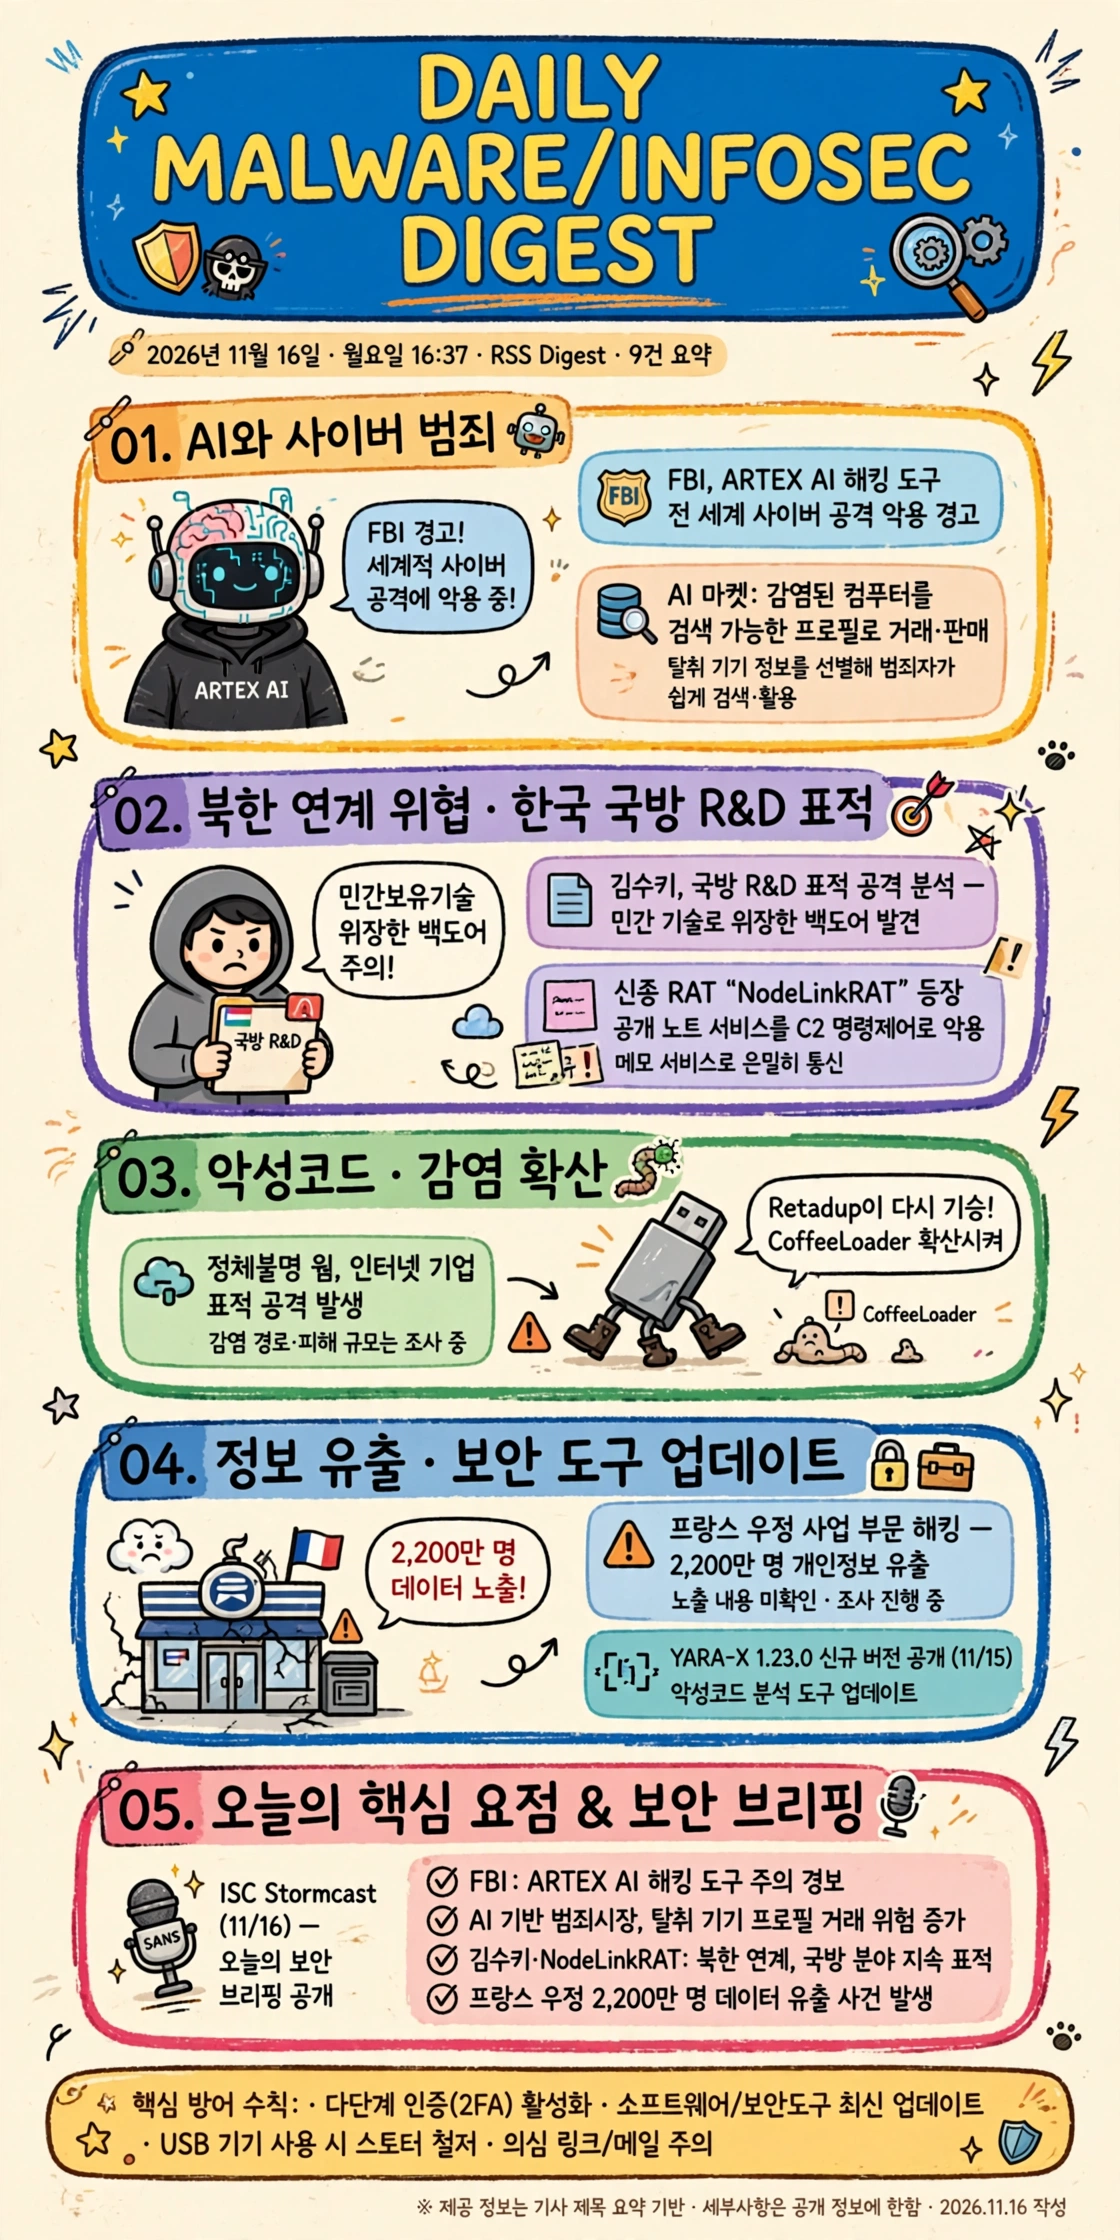 DAILY
MALWARE/INFOSEC
DIGEST
2026년 11월 16일 · 월요일 16:37 · RSS Digest · 9건 요약
01. AI와 사이버 범죄
FBI 경고!
세계적 사이버
공격에 악용 중!
ARTEX AI
FBI
FBI, ARTEX AI 해킹 도구
전 세계 사이버 공격 악용 경고
AI 마켓: 감염된 컴퓨터를
검색 가능한 프로필로 거래·판매
탈취 기기 정보를 선별해 범죄자가
쉽게 검색·활용
02. 북한 연계 위협 · 한국 국방 R&D 표적
민간보유기술
위장한 백도어
주의!
국방 R&D
김수키, 국방 R&D 표적 공격 분석 —
민간 기술로 위장한 백도어 발견
!
신종 RAT “NodeLinkRAT” 등장
공개 노트 서비스를 C2 명령제어로 악용
메모 서비스로 은밀히 통신
03. 악성코드 · 감염 확산
정체불명 웜, 인터넷 기업
표적 공격 발생
감염 경로·피해 규모는 조사 중
Retadup이 다시 기승!
CoffeeLoader 확산시켜
!
CoffeeLoader
04. 정보 유출 · 보안 도구 업데이트
2,200만 명
데이터 노출!
프랑스 우정 사업 부문 해킹 —
2,200만 명 개인정보 유출
노출 내용 미확인 · 조사 진행 중
YARA-X 1.23.0 신규 버전 공개 (11/15)
악성코드 분석 도구 업데이트
05. 오늘의 핵심 요점 & 보안 브리핑
SANS
ISC Stormcast
(11/16) —
오늘의 보안
브리핑 공개
FBI: ARTEX AI 해킹 도구 주의 경보
AI 기반 범죄시장, 탈취 기기 프로필 거래 위험 증가
김수키·NodeLinkRAT: 북한 연계, 국방 분야 지속 표적
프랑스 우정 2,200만 명 데이터 유출 사건 발생
핵심 방어 수칙: · 다단계 인증(2FA) 활성화 · 소프트웨어/보안도구 최신 업데이트
· USB 기기 사용 시 스토터 철저 · 의심 링크/메일 주의
※ 제공 정보는 기사 제목 요약 기반 · 세부사항은 공개 정보에 한함 · 2026.11.16 작성